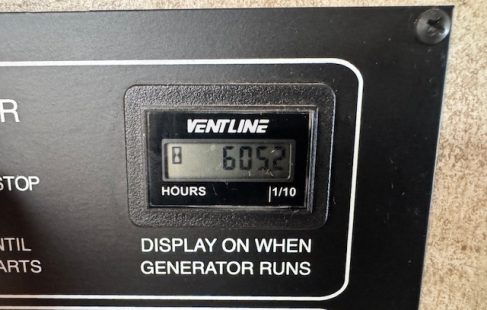 R
VENTLINE
6052
HOURS 1/10
STOP
NTIL
ARTS
DISPLAY ON WHEN
GENERATOR RUNS